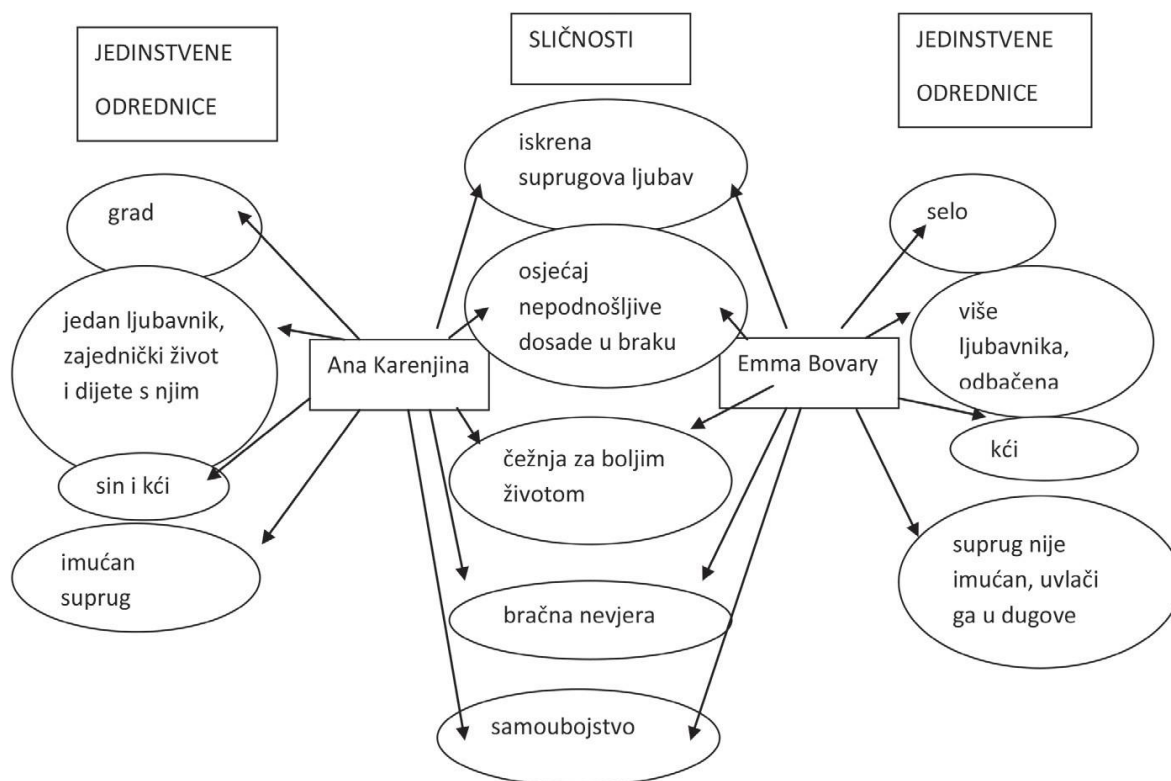 JEDINSTVENE
ODREDNICE
SLIČNOSTI
JEDINSTVENE
ODREDNICE
iskrena
suprugova ljubav
grad
selo
osjećaj
nepodnošljive
dosade u braku
jedan ljubavnik,
zajednički život
i dijete s njim
više
ljubavnika,
odbačena
Ana Karenjina
Emma Bovary
čežnja za boljim
životom
kći
sin i kći
imućan
suprug
suprug nije
imućan, uvlači
ga u dugove
bračna nevjera
samoubojstvo